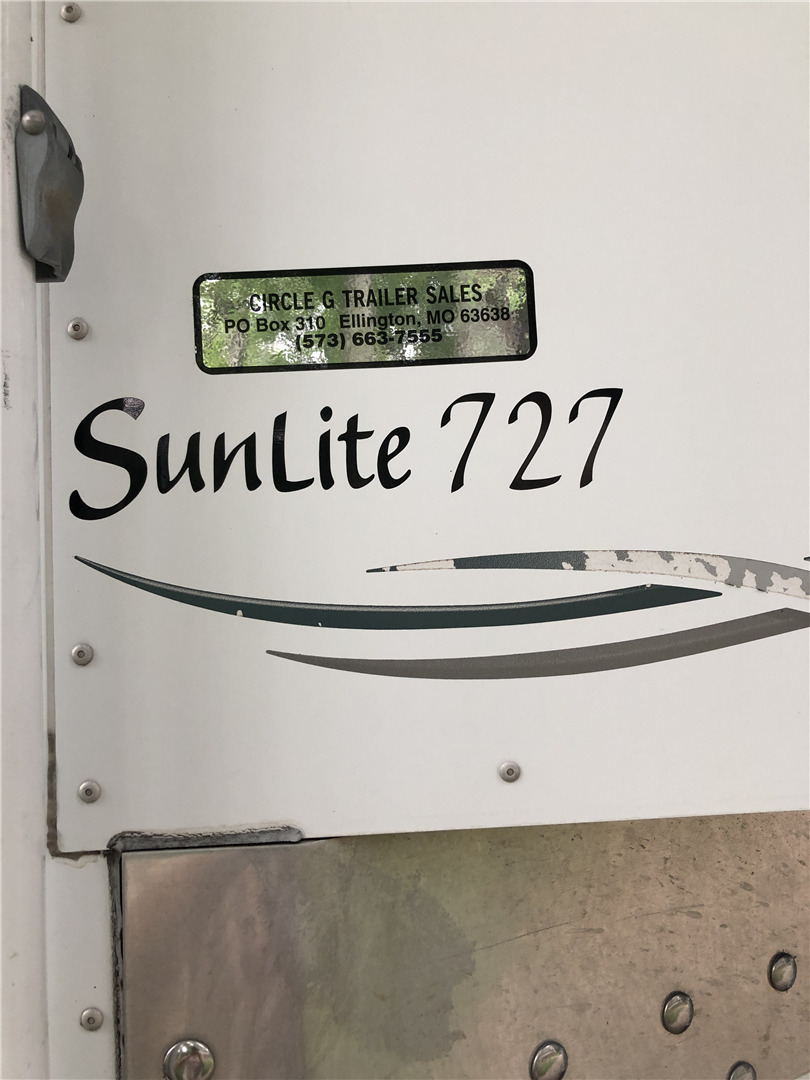 CIRCLE G TRAILER SALES
PO Box 310 Ellington, MO 63638
(573) 663-7555
SunLite 727